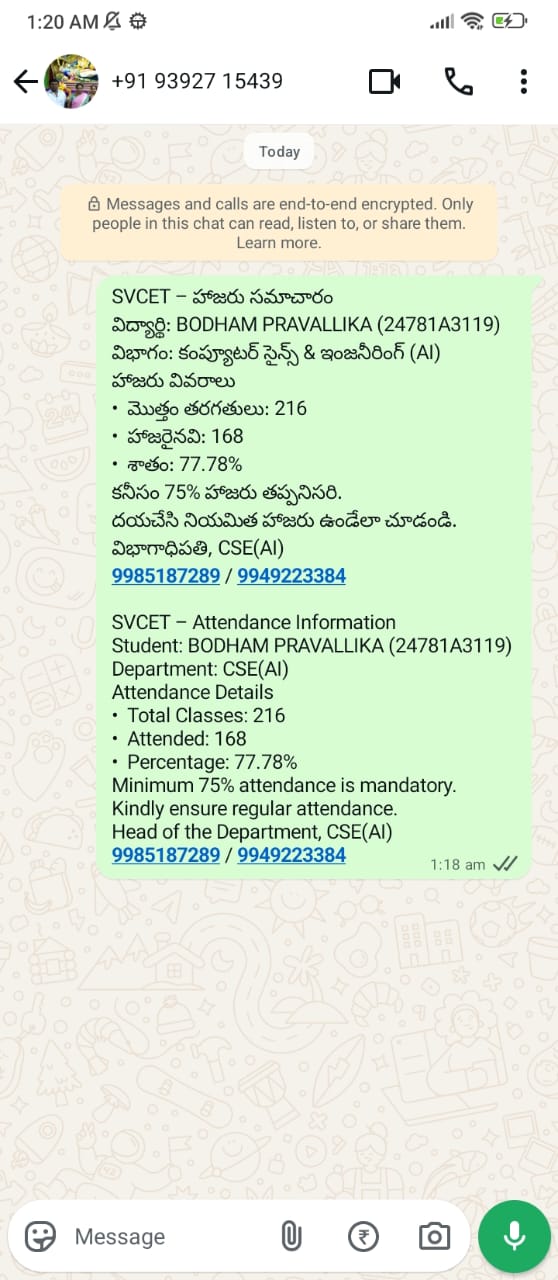 1:20 AM
+91 93927 15439
Today
Messages and calls are end-to-end encrypted. Only
people in this chat can read, listen to, or share them.
Learn more.
SVCET – హాజరు సమాచారం
విద్యార్థి: BODHAM PRAVALLIKA (24781A3119)
విభాగం: కంప్యూటర్ సైన్స్ & ఇంజనీరింగ్ (AI)
హాజరు వివరాలు
• మొత్తం తరగతులు: 216
• హాజరైనవి: 168
• శాతం: 77.78%
కనీసం 75% హాజరు తప్పనిసరి.
దయచేసి నియమిత హాజరు ఉండేలా చూడండి.
విభాగాధిపతి, CSE(AI)
9985187289 / 9949223384
SVCET – Attendance Information
Student: BODHAM PRAVALLIKA (24781A3119)
Department: CSE(AI)
Attendance Details
• Total Classes: 216
• Attended: 168
• Percentage: 77.78%
Minimum 75% attendance is mandatory.
Kindly ensure regular attendance.
Head of the Department, CSE(AI)
9985187289 / 9949223384
1:18 am
Message